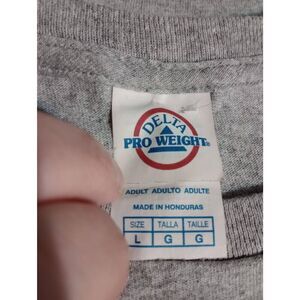 DELTA
PRO WEIGHT®
ADULT ADULTO ADULTE
MADE IN HONDURAS
SIZE TALLA TAILLE
L G G